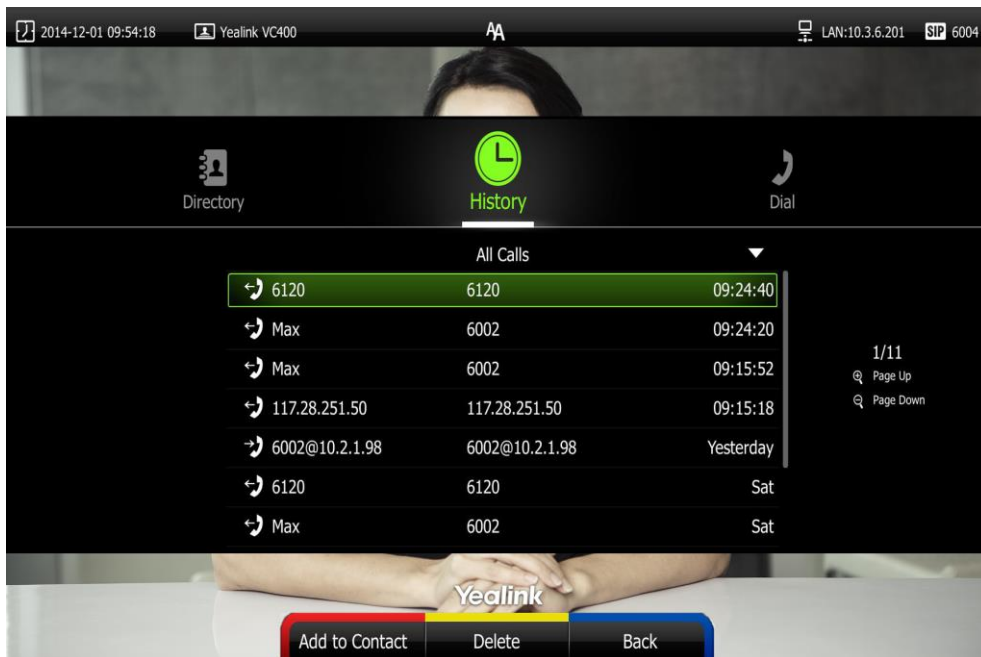 2014-12-01 09:54:18 Yealink VC400 AA LAN:10.3.6.201 SIP 6004
Directory History Dial
All Calls
6120 6120 09:24:40
Max 6002 09:24:20
Max 6002 09:15:52
117.28.251.50 117.28.251.50 09:15:18
6002@10.2.1.98 6002@10.2.1.98 Yesterday
6120 6120 Sat
Max 6002 Sat
1/11
Page Up
Page Down
Yealink
Add to Contact Delete Back